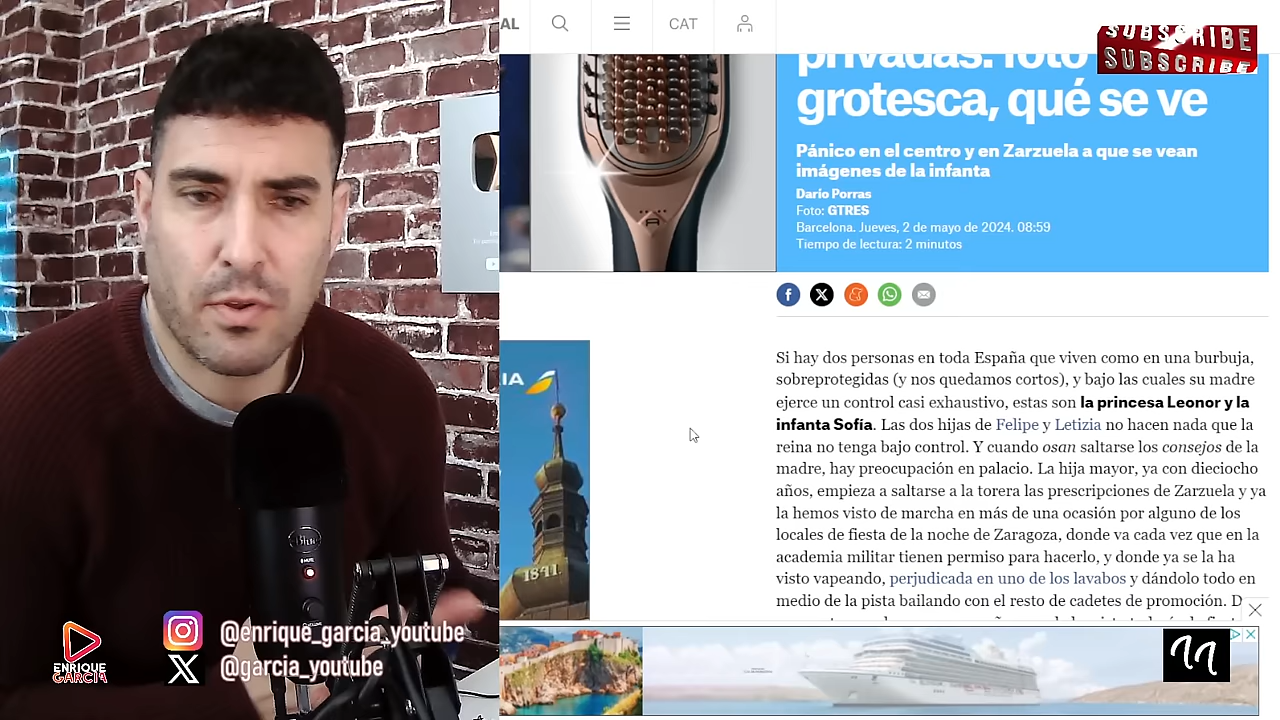 AL
CAT
SUBSCRIBE
SUBSCRIBE
privadas: foto
grotesca, qué se ve
Pánico en el centro y en Zarzuela a que se vean
imágenes de la infanta
Darío Porras
Foto: GTRES
Barcelona. Jueves, 2 de mayo de 2024. 08:59
Tiempo de lectura: 2 minutos
IA
1841.
Si hay dos personas en toda España que viven como en una burbuja,
sobreprotegidas (y nos quedamos cortos), y bajo las cuales su madre
ejerce un control casi exhaustivo, estas son la princesa Leonor y la
infanta Sofía. Las dos hijas de Felipe y Letizia no hacen nada que la
reina no tenga bajo control. Y cuando osan saltarse los consejos de la
madre, hay preocupación en palacio. La hija mayor, ya con dieciocho
años, empieza a saltarse a la torera las prescripciones de Zarzuela y ya
la hemos visto de marcha en más de una ocasión por alguno de los
locales de fiesta de la noche de Zaragoza, donde va cada vez que en la
academia militar tienen permiso para hacerlo, y donde ya se la ha
visto vapeando, perjudicada en uno de los lavabos y dándolo todo en
medio de la pista bailando con el resto de cadetes de promoción. D
Blue
MUTE
ENRIQUE
GARCIA
@enrique_garcia_youtube
@garcia_youtube